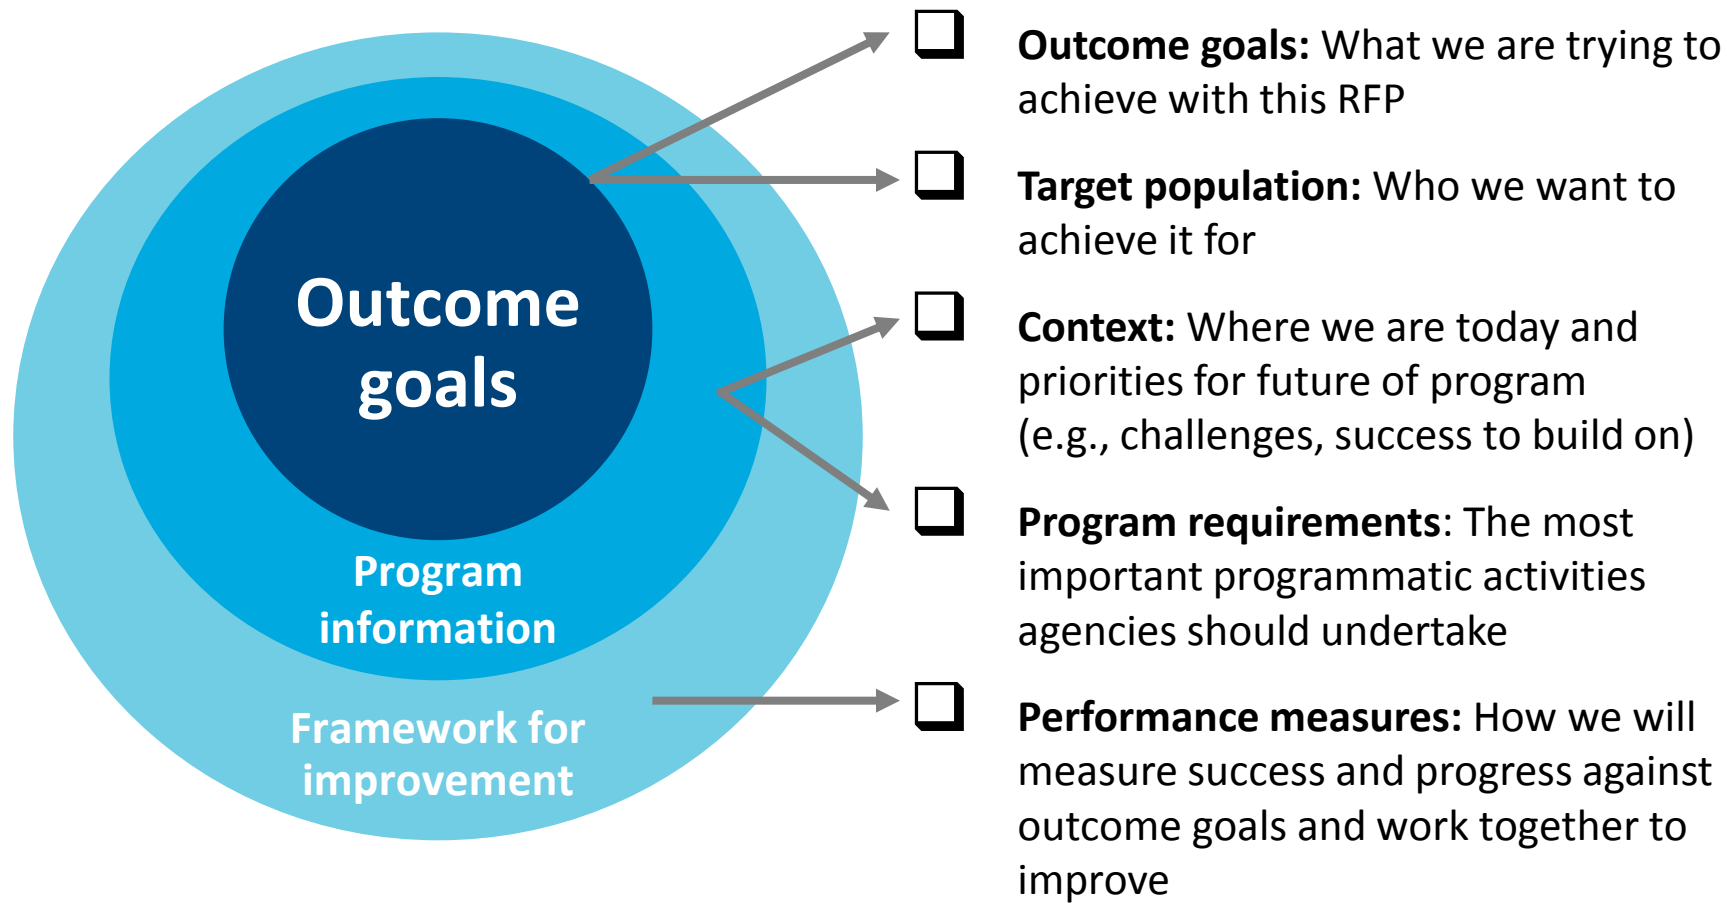 Outcome
goals
Program
information
Framework for
improvement
Outcome goals: What we are trying to
achieve with this RFP
Target population: Who we want to
achieve it for
Context: Where we are today and
priorities for future of program
(e.g., challenges, success to build on)
Program requirements: The most
important programmatic activities
agencies should undertake
Performance measures: How we will
measure success and progress against
outcome goals and work together to
improve